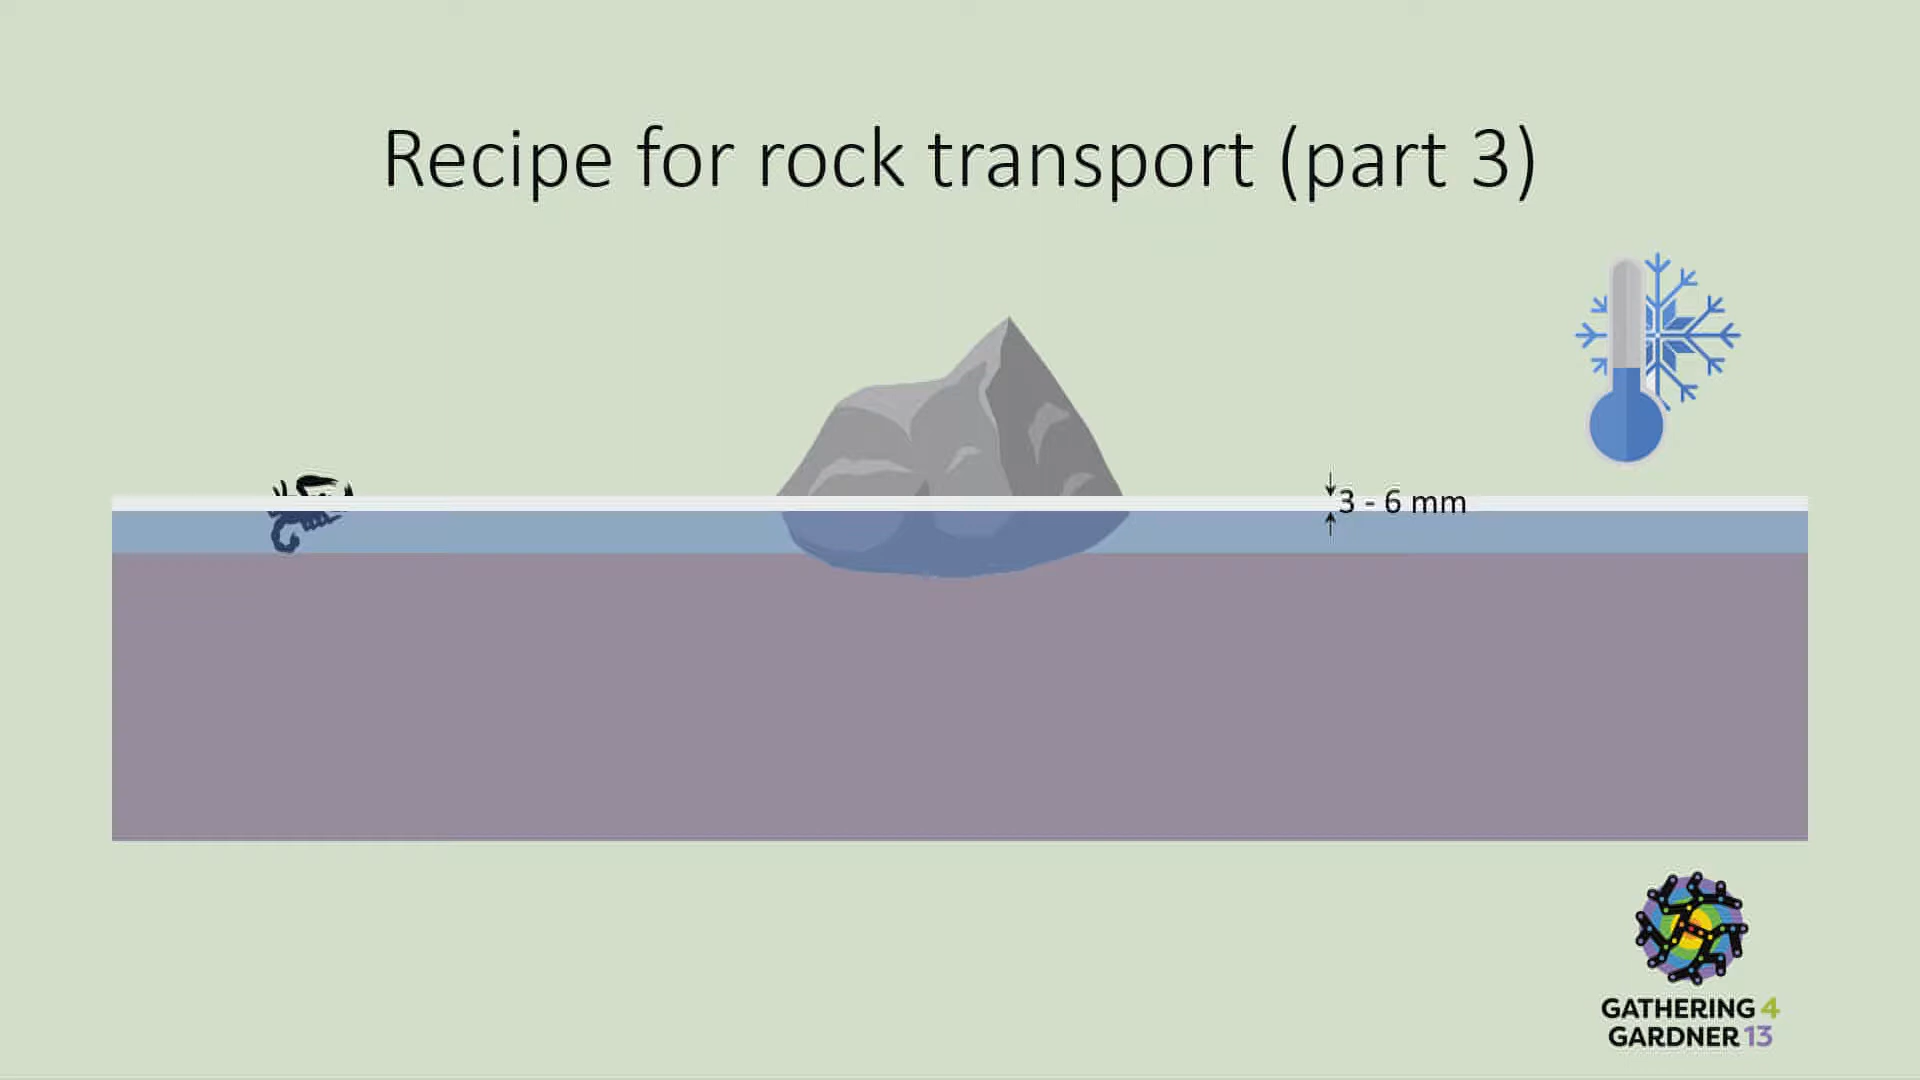 Recipe for rock transport (part 3)
3 - 6 mm
GATHERING 4
GARDNER 13